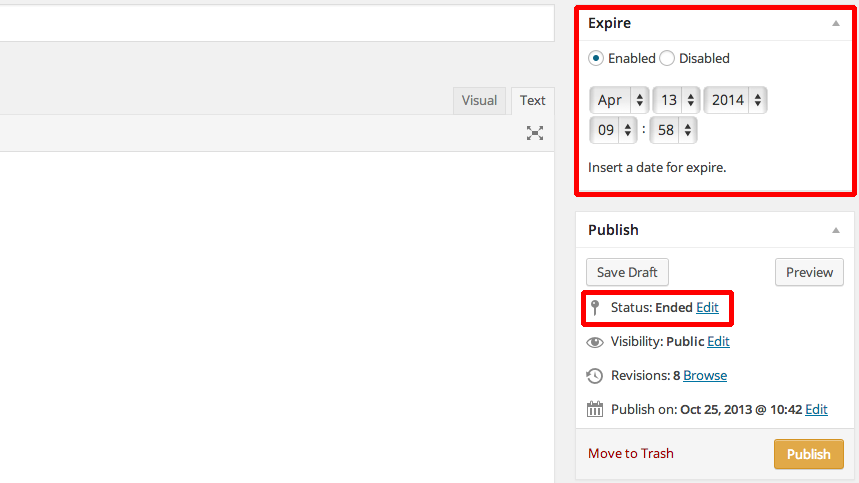 Expire
Enabled Disabled
Apr 13 2014
09 : 58
Insert a date for expire.
Visual Text
Publish
Save Draft Preview
Status: Ended Edit
Visibility: Public Edit
Revisions: 8 Browse
Publish on: Oct 25, 2013 @ 10:42 Edit
Move to Trash Publish